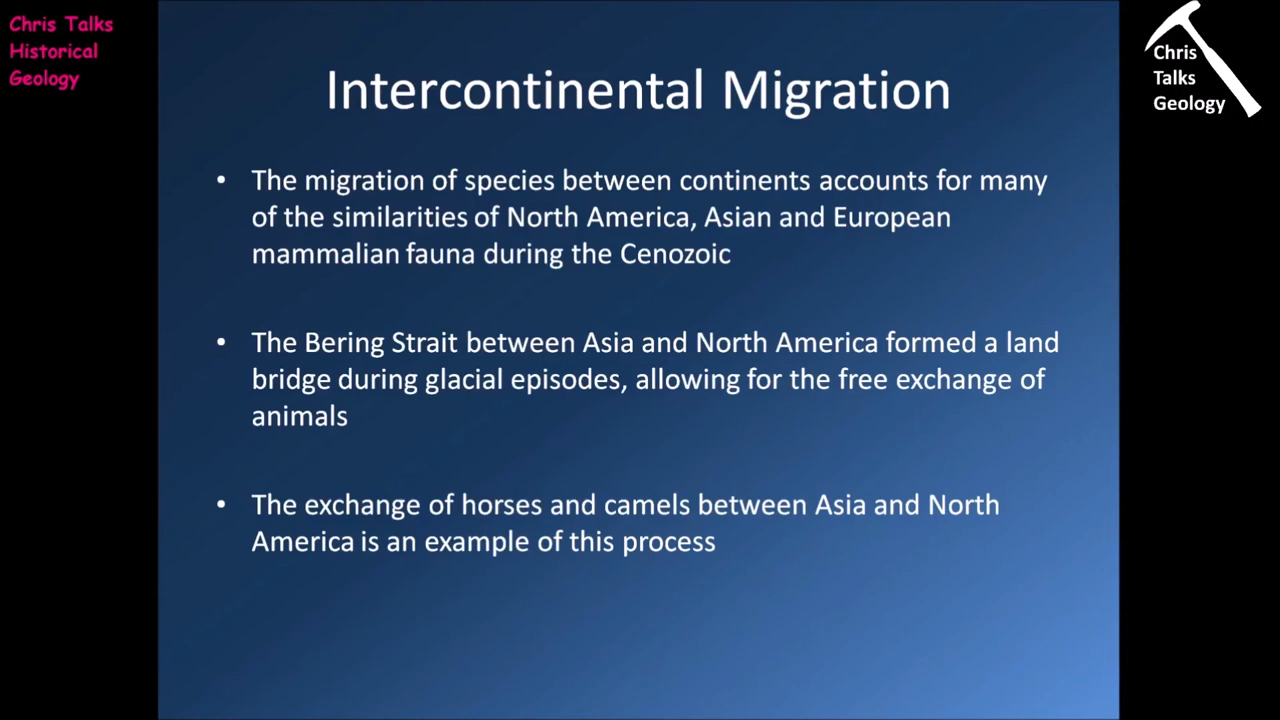 Chris Talks
Historical
Geology
Chris
Talks
Geology
Intercontinental Migration
• The migration of species between continents accounts for many
of the similarities of North America, Asian and European
mammalian fauna during the Cenozoic
• The Bering Strait between Asia and North America formed a land
bridge during glacial episodes, allowing for the free exchange of
animals
• The exchange of horses and camels between Asia and North
America is an example of this process